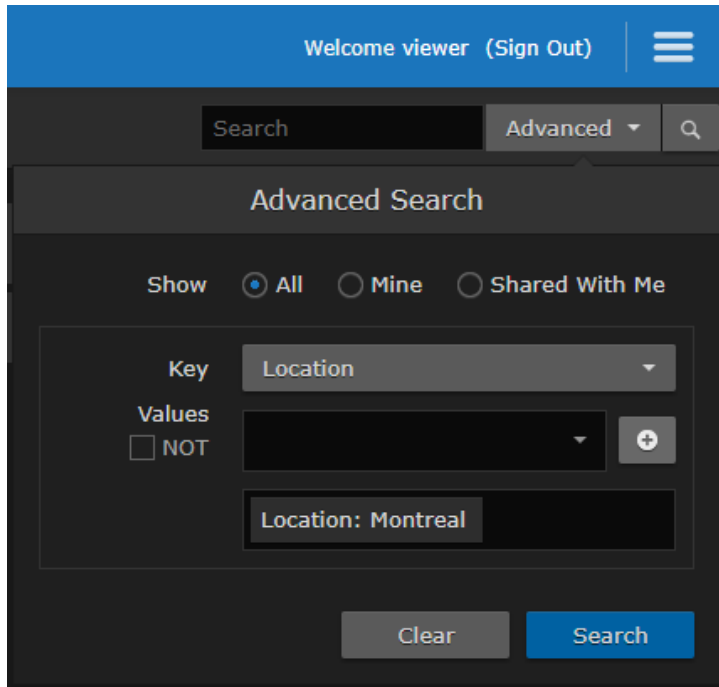 Welcome viewer (Sign Out)
Search Advanced
Advanced Search
Show All Mine Shared With Me
Key Location
Values
NOT
Location: Montreal
Clear Search